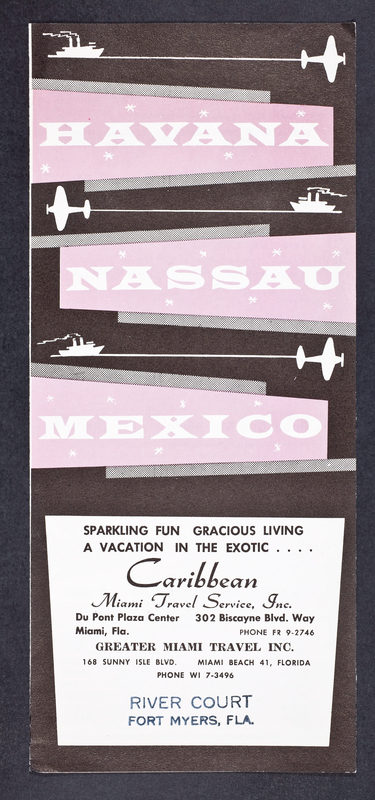 HAVANA
NASSAU
MEXICO
SPARKLING FUN GRACIOUS LIVING
A VACATION IN THE EXOTIC ....
Caribbean
Miami Travel Service, Inc.
Du Pont Plaza Center 302 Biscayne Blvd. Way
Miami, Fla. PHONE FR 9-2746
GREATER MIAMI TRAVEL INC.
168 SUNNY ISLE BLVD. MIAMI BEACH 41, FLORIDA
PHONE WI 7-3496
RIVER COURT
FORT MYERS, FLA.